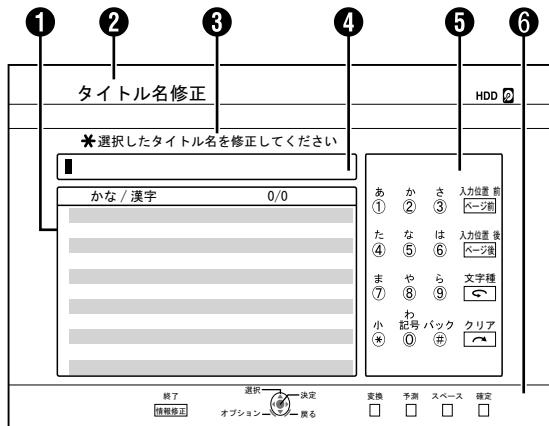 ❶ ❷ ❸ ❹ ❺ ❻
タイトル名修正
HDD
✱選択したタイトル名を修正してください
かな / 漢字 0/0
あ か さ 入力位置 前
① ② ③ ページ前
た な は 入力位置 後
④ ⑤ ⑥ ページ後
ま や ら 文字種
⑦ ⑧ ⑨
わ
小 記号 バック クリア
✱ ⓪ #
終了
情報修正
選択
決定
オプション
戻る
変換 予測 スペース 確定